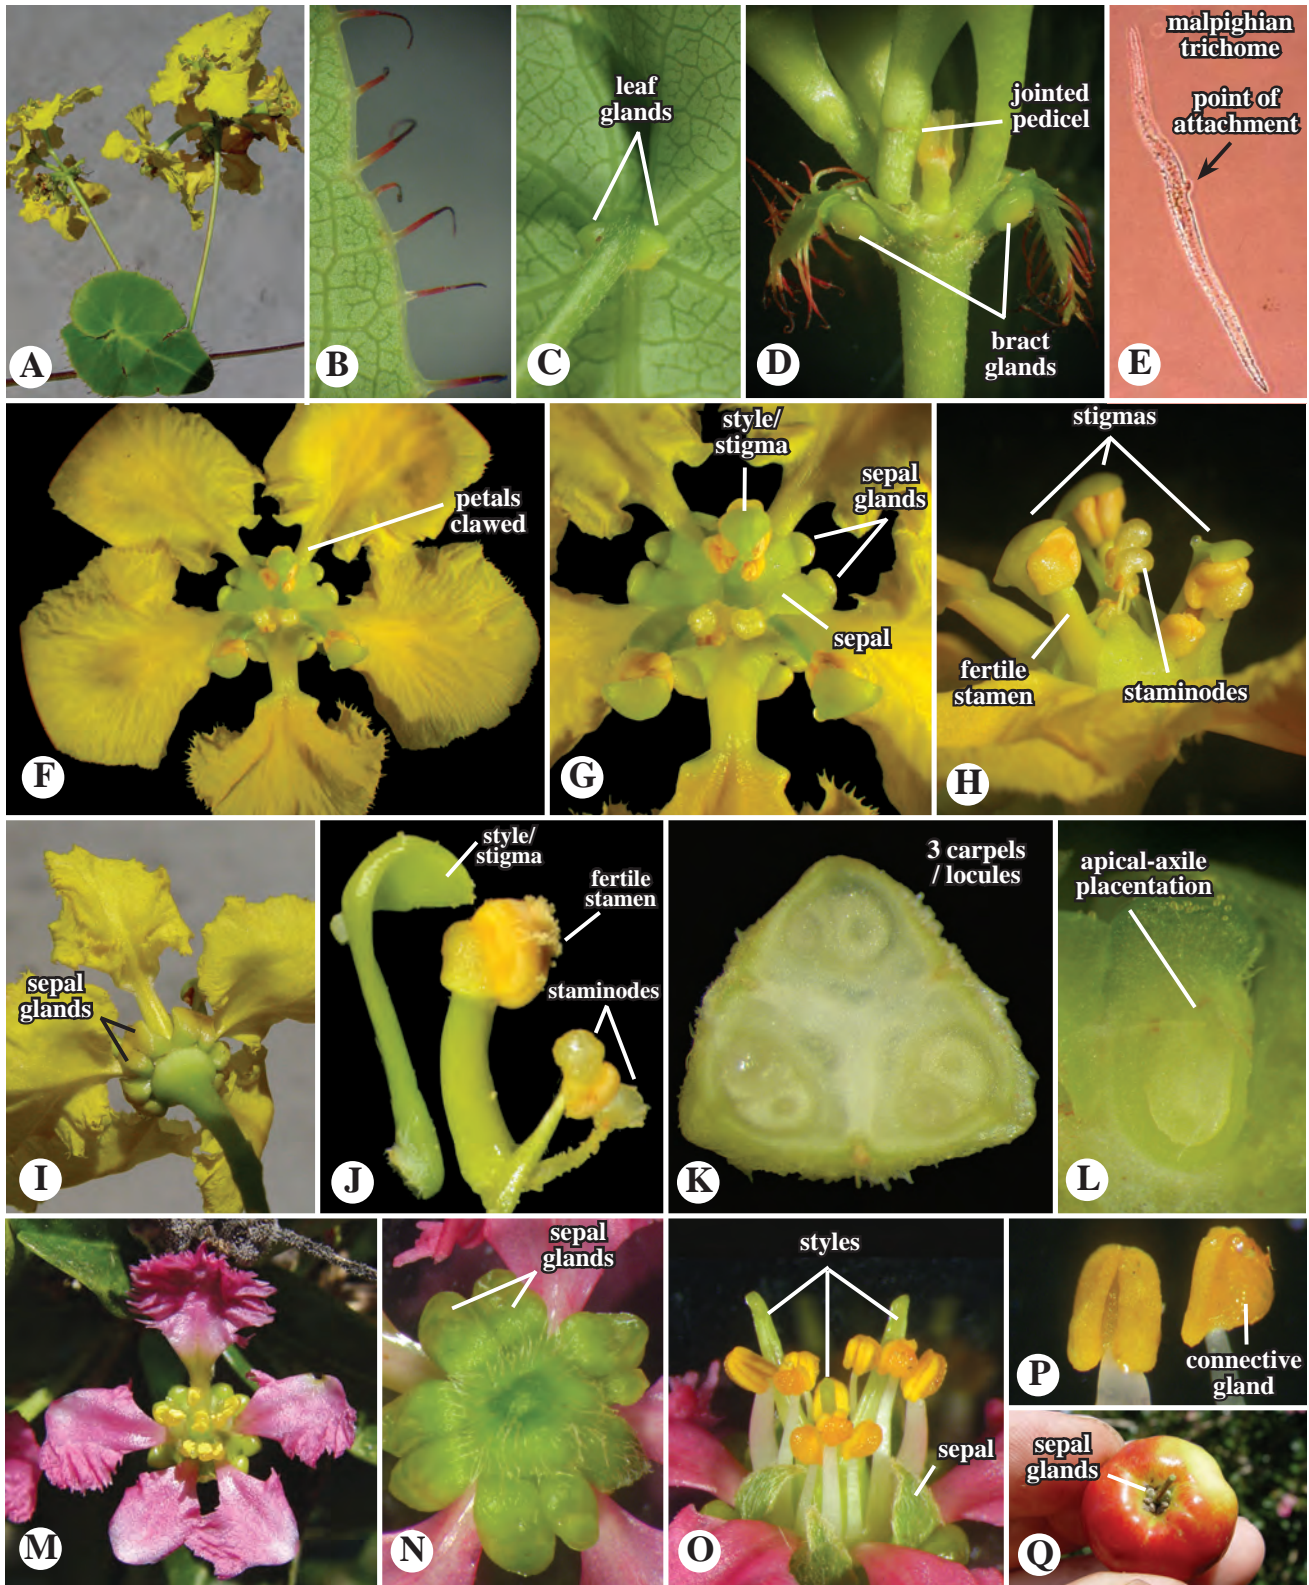 A
B
leaf
glands
C
jointed
pedicel
bract
glands
D
malpighian
trichome
point of
attachment
E
petals
clawed
F
style/
stigma
sepal
glands
sepal
G
stigmas
fertile
stamen
staminodes
H
sepal
glands
I
style/
stigma
fertile
stamen
staminodes
J
3 carpels
/ locules
K
apical-axile
placentation
L
M
sepal
glands
N
styles
sepal
O
connective
gland
P
sepal
glands
Q